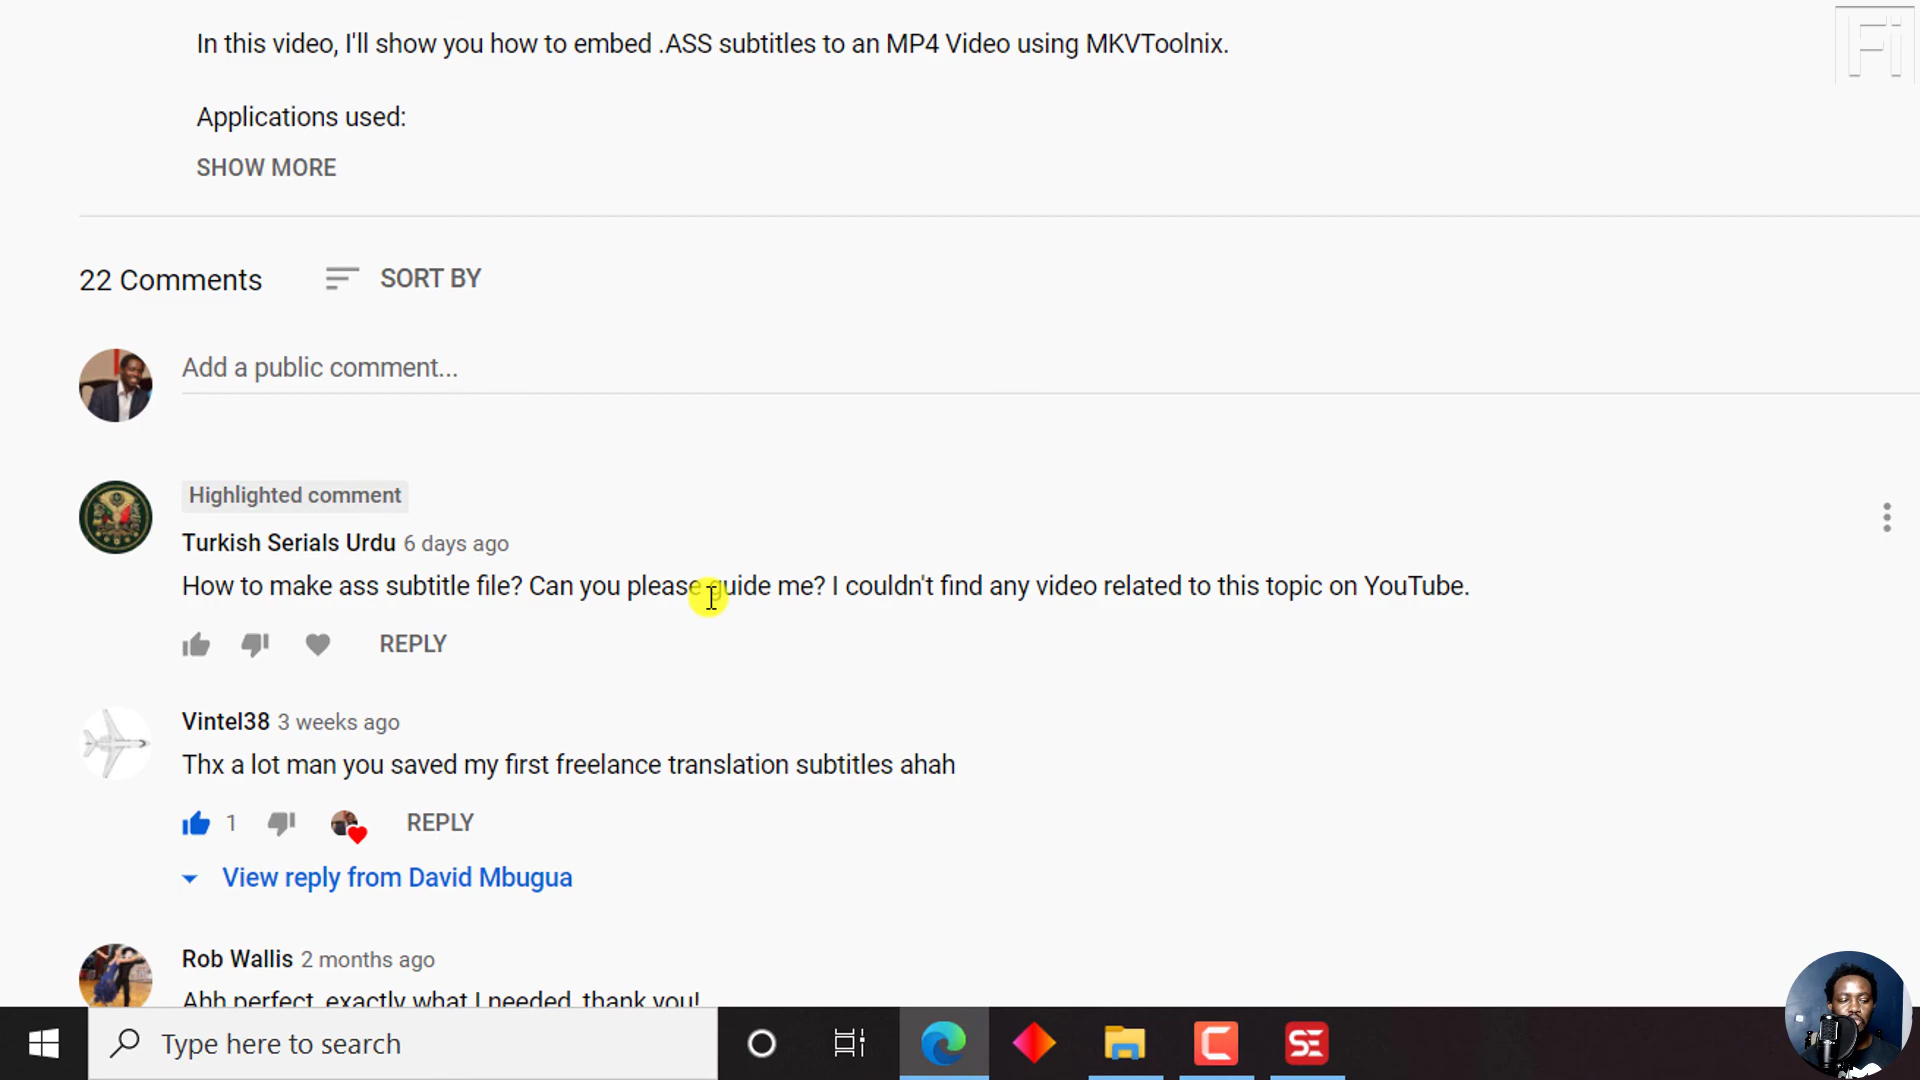 In this video, I'll show you how to embed .ASS subtitles to an MP4 Video using MKVToolnix.
Fi
Applications used:
SHOW MORE
22 Comments
SORT BY
Add a public comment...
Highlighted comment
Turkish Serials Urdu 6 days ago
How to make ass subtitle file? Can you please guide me? I couldn't find any video related to this topic on YouTube.
REPLY
Vintel38 3 weeks ago
Thx a lot man you saved my first freelance translation subtitles ahah
1
REPLY
View reply from David Mbugua
Rob Wallis 2 months ago
Ahh perfect, exactly what I needed, thank you!
Type here to search
C
SE